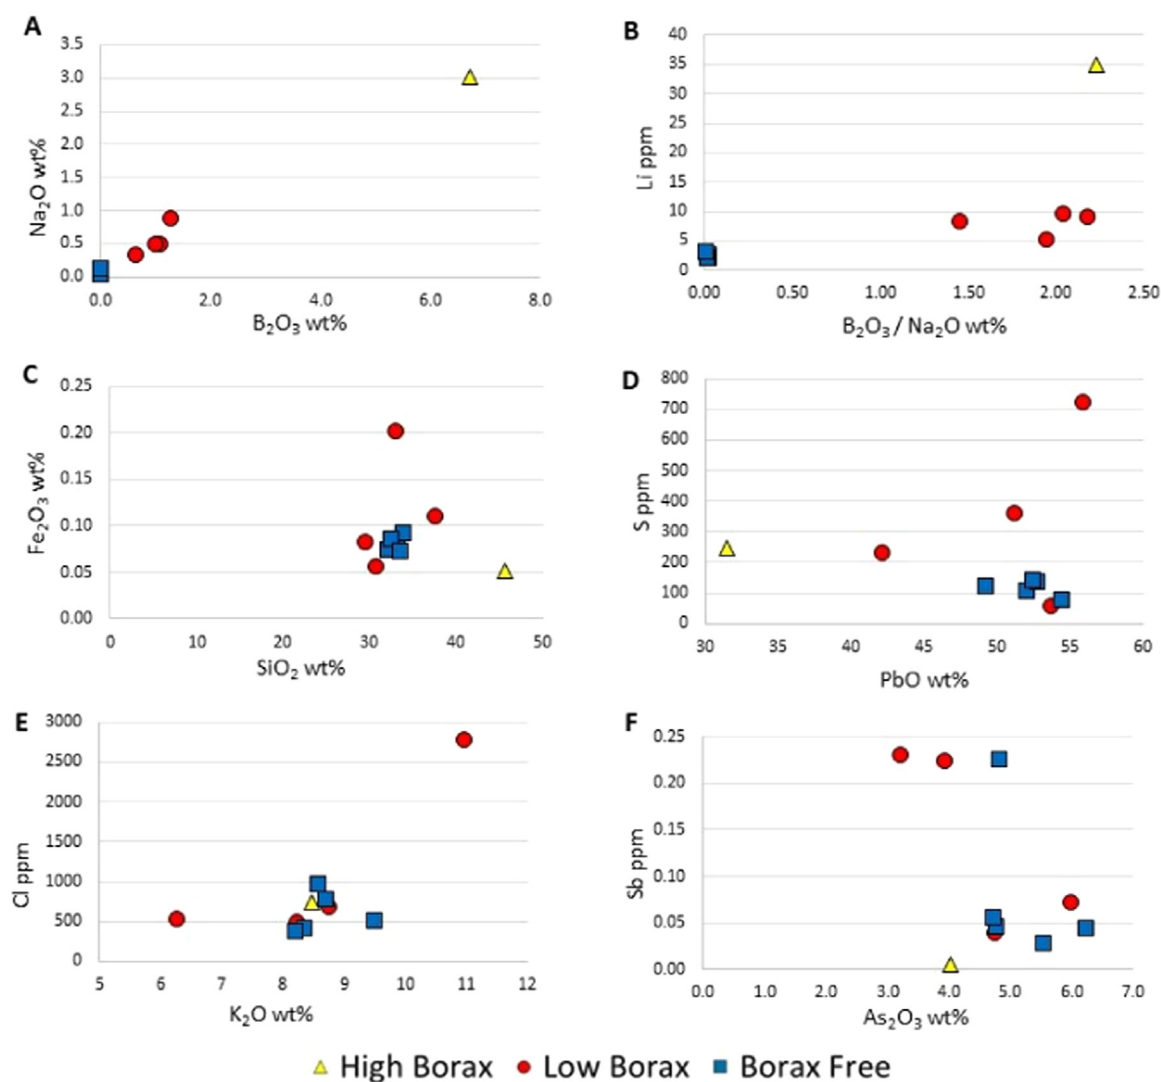 A
3.5
3.0
2.5
2.0
1.5
1.0
0.5
0.0
Na₂O wt%
0.0 2.0 4.0 6.0 8.0
B₂O₃ wt%
B
40
35
30
25
20
15
10
5
0
Li ppm
0.00 0.50 1.00 1.50 2.00 2.50
B₂O₃ / Na₂O wt%
C
0.25
0.20
0.15
0.10
0.05
0.00
Fe₂O₃ wt%
0 10 20 30 40 50
SiO₂ wt%
D
800
700
600
500
400
300
200
100
0
S ppm
30 35 40 45 50 55 60
PbO wt%
E
3000
2500
2000
1500
1000
500
0
Cl ppm
5 6 7 8 9 10 11 12
K₂O wt%
F
0.25
0.20
0.15
0.10
0.05
0.00
Sb ppm
0.0 1.0 2.0 3.0 4.0 5.0 6.0 7.0
As₂O₃ wt%
High Borax Low Borax Borax Free